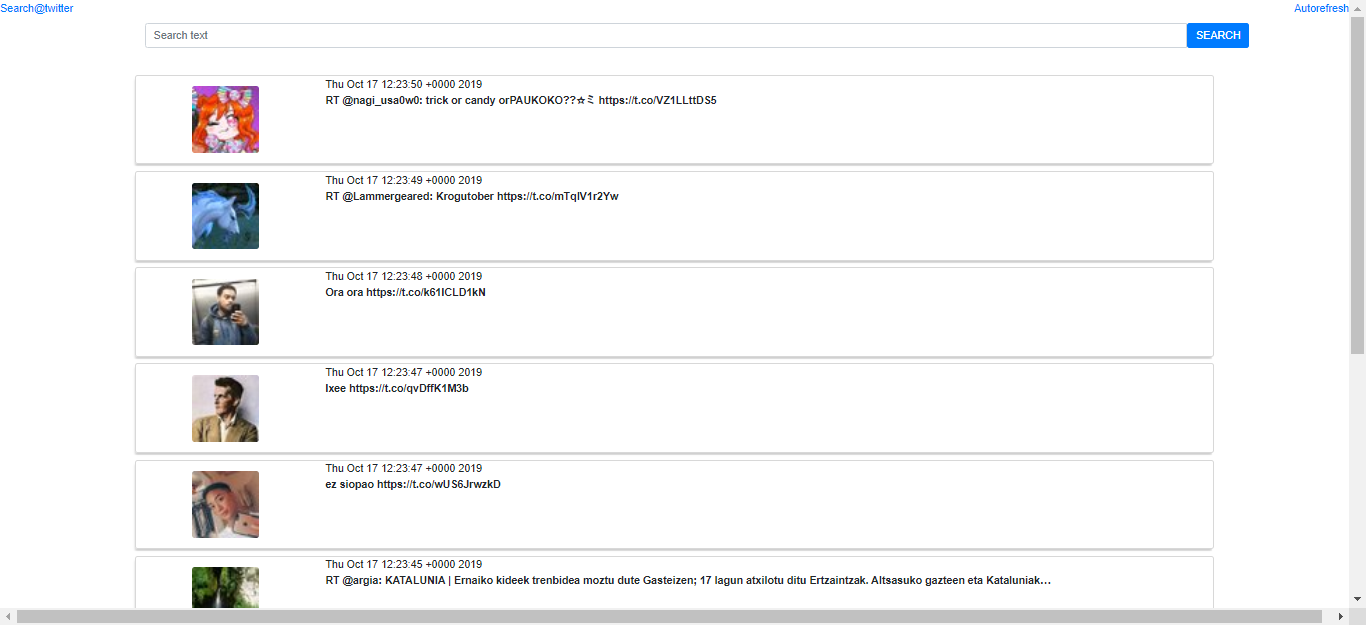 Search@twitter
Autorefresh
Search text
SEARCH
Thu Oct 17 12:23:50 +0000 2019
RT @nagi_usa0w0: trick or candy orPAUKOKO??☆ミ https://t.co/VZ1LLttDS5
Thu Oct 17 12:23:49 +0000 2019
RT @Lammergeared: Krogutober https://t.co/mTqlV1r2Yw
Thu Oct 17 12:23:48 +0000 2019
Ora ora https://t.co/k61lCLD1kN
Thu Oct 17 12:23:47 +0000 2019
Ixee https://t.co/qvDffK1M3b
Thu Oct 17 12:23:47 +0000 2019
ez siopao https://t.co/wUS6JrwzkD
Thu Oct 17 12:23:45 +0000 2019
RT @argia: KATALUNIA | Ernaiko kideek trenbidea moztu dute Gasteizen; 17 lagun atxilotu ditu Ertzaintzak. Altsasuko gazteen eta Kataluniak…